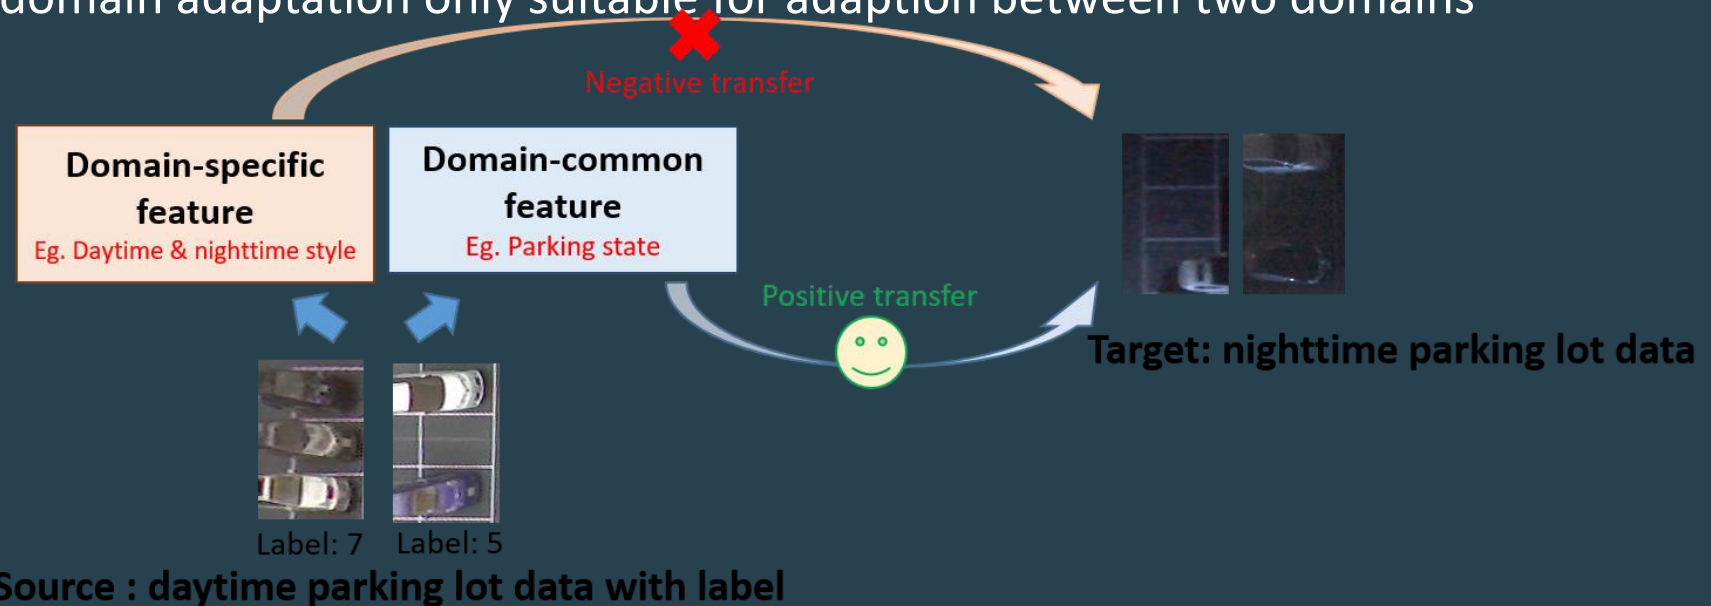 domain adaptation only suitable for adaption between two domains
Negative transfer
Domain-specific
feature
Eg. Daytime & nighttime style
Domain-common
feature
Eg. Parking state
Positive transfer
Target: nighttime parking lot data
Label: 7
Label: 5
Source : daytime parking lot data with label